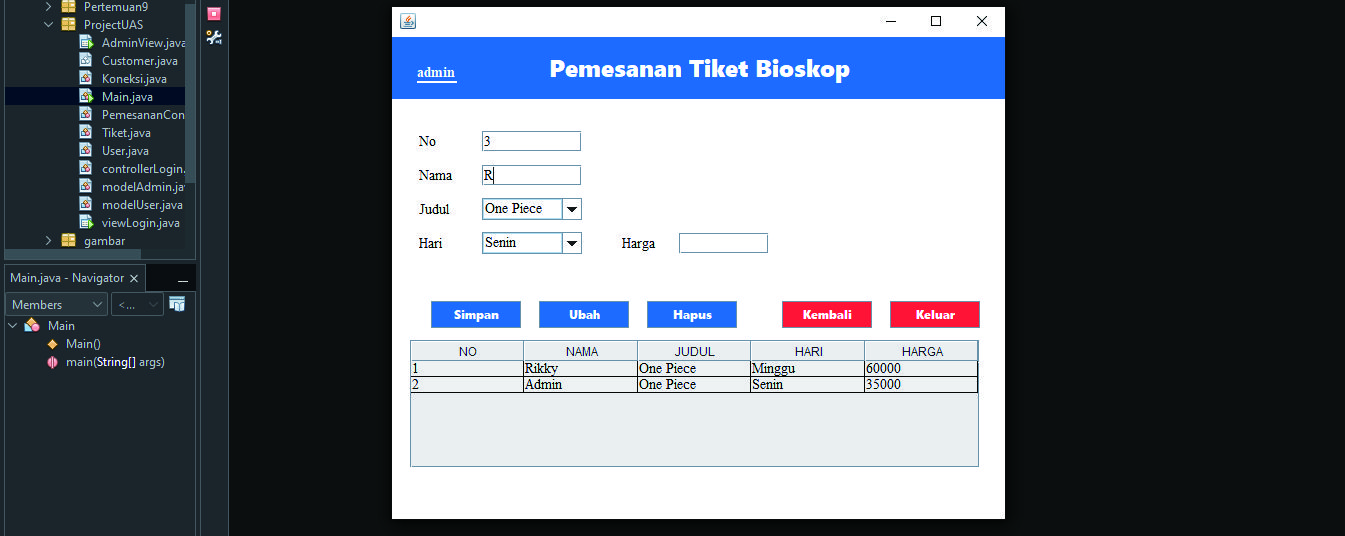 Pertemuan9
ProjectUAS
AdminView.java
Customer.java
Koneksi.java
Main.java
PemesananCon
Tiket.java
User.java
controllerLogin.
modelAdmin.ja
modelUser.java
viewLogin.java
gambar
Main.java - Navigator
Members
<...
Main
Main()
main(String[] args)
admin
Pemesanan Tiket Bioskop
No 3
Nama R
Judul One Piece
Hari Senin Harga
Simpan Ubah Hapus Kembali Keluar
NO NAMA JUDUL HARI HARGA
1 Rikky One Piece Minggu 60000
2 Admin One Piece Senin 35000